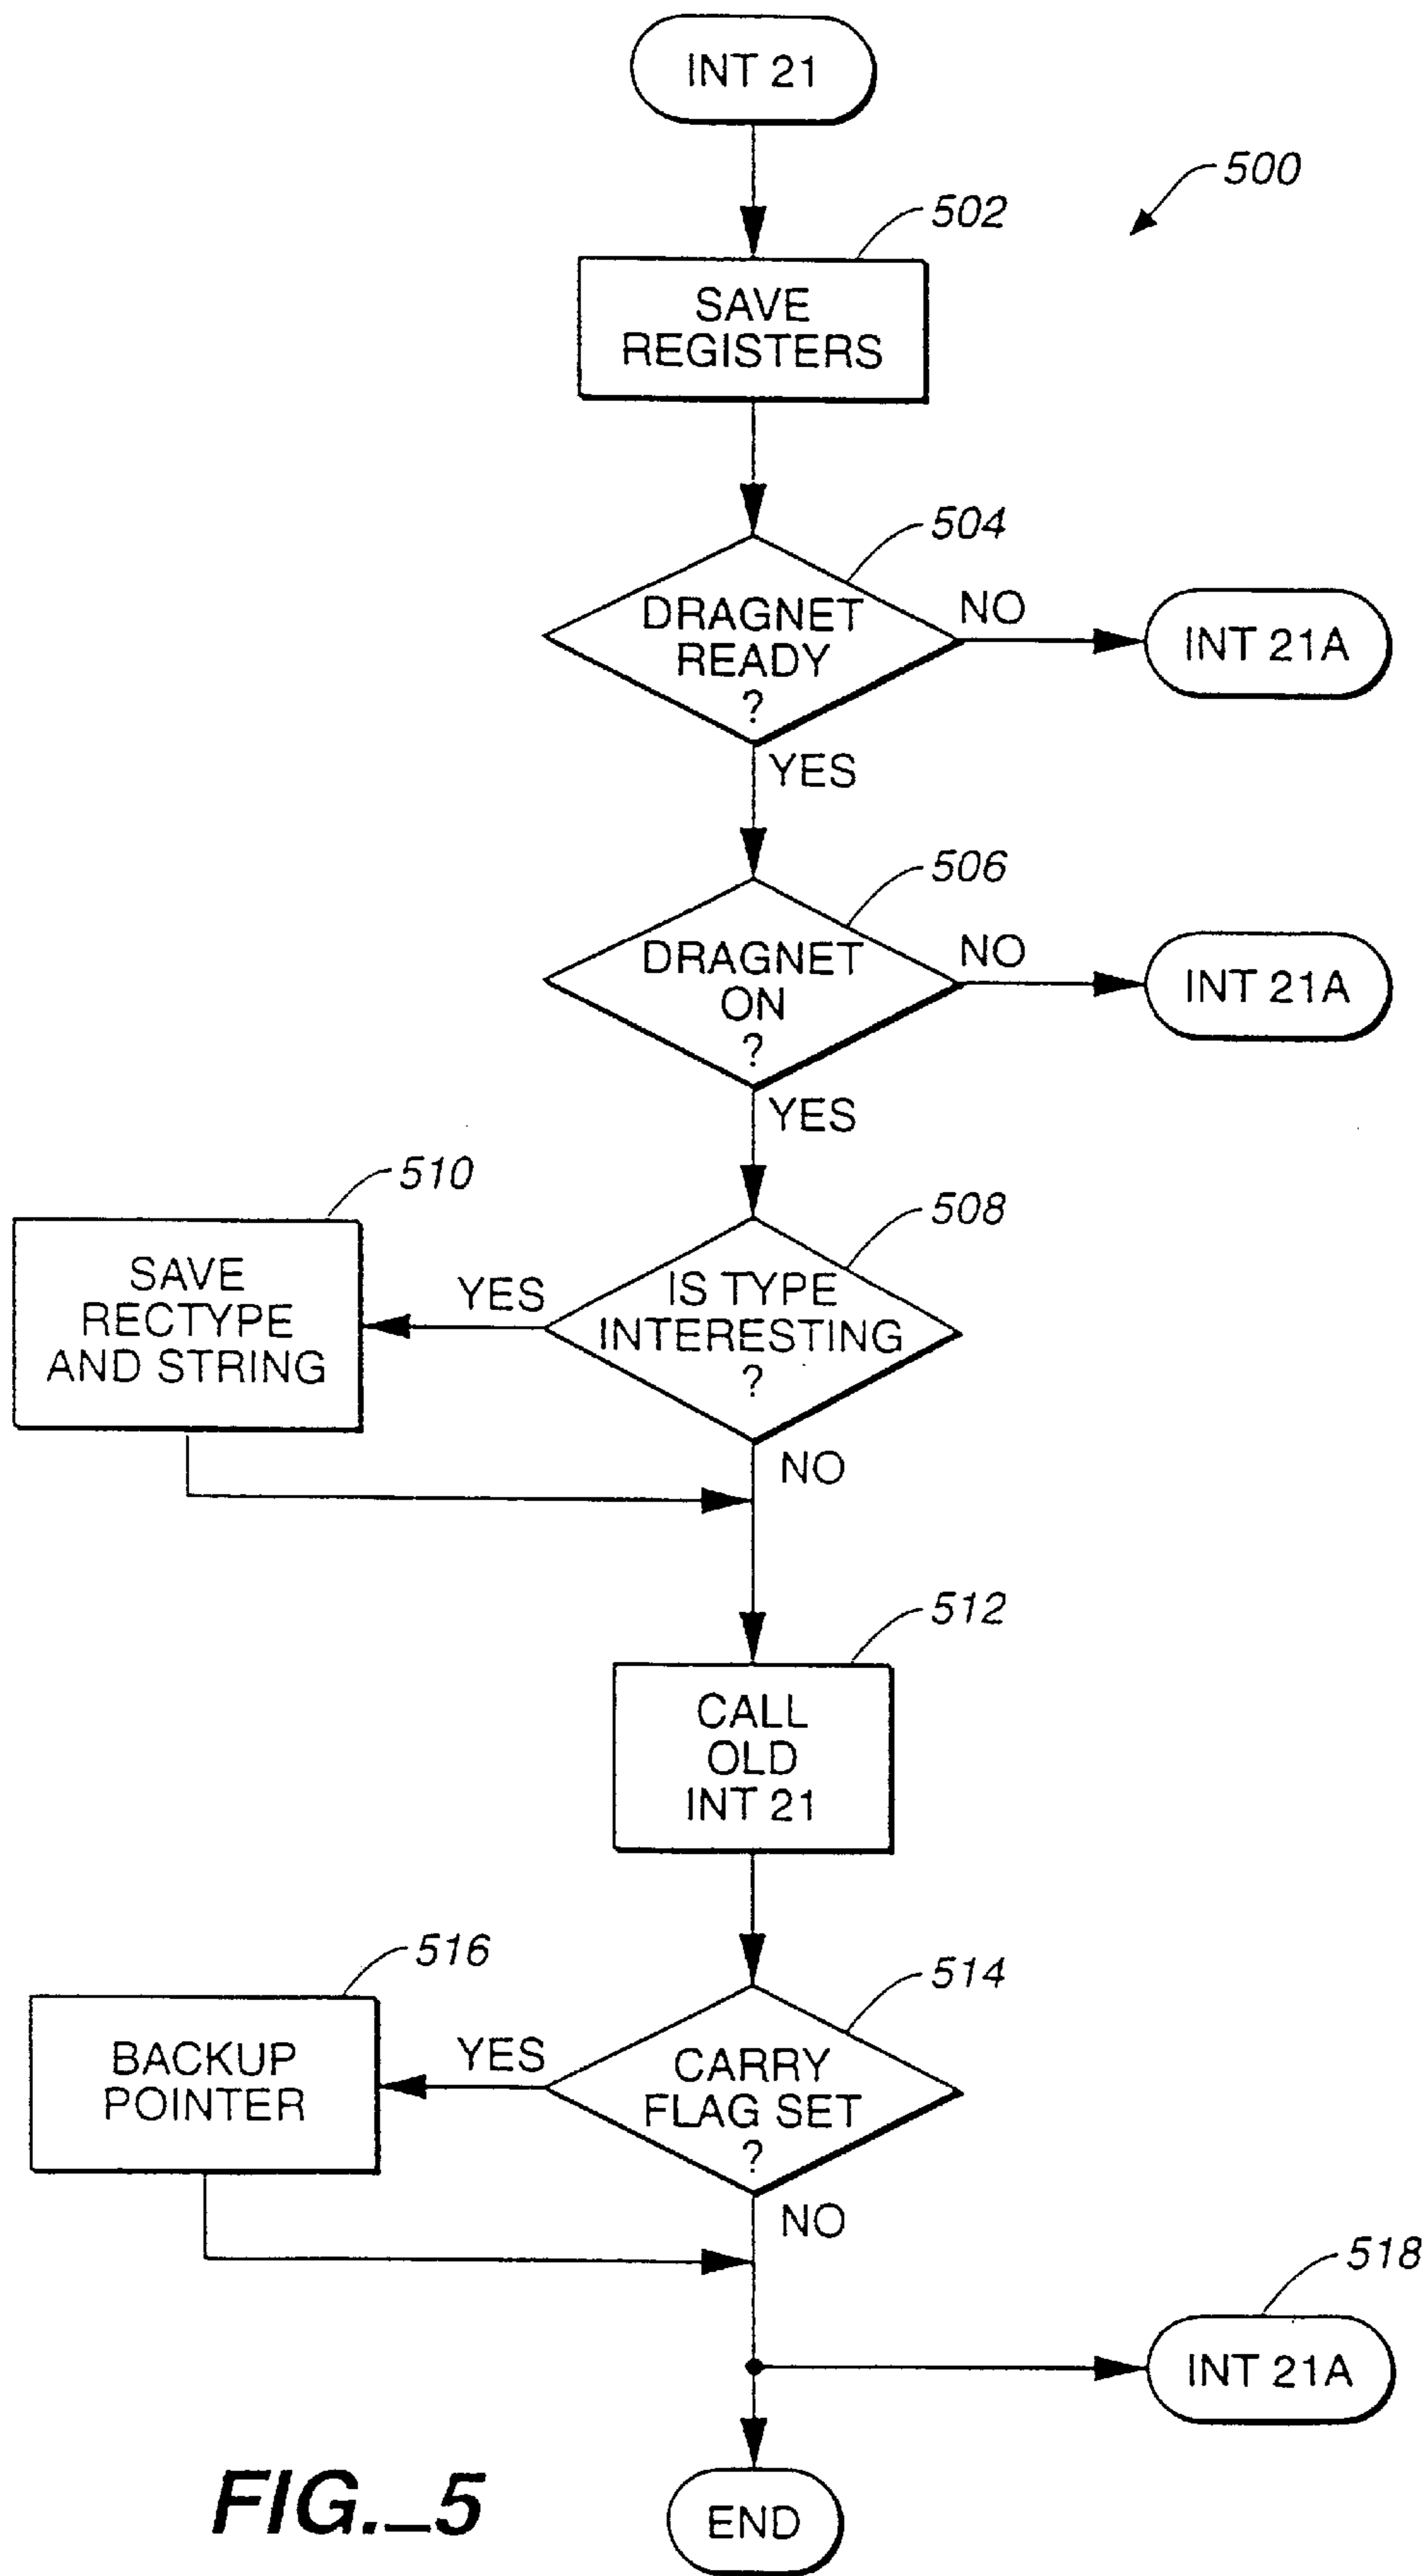 INT 21
500
502
SAVE
REGISTERS
504
DRAGNET
READY
?
NO
INT 21A
YES
506
DRAGNET
ON
?
NO
INT 21A
YES
510
508
SAVE
RECTYPE
AND STRING
YES
IS TYPE
INTERESTING
?
NO
512
CALL
OLD
INT 21
516
514
BACKUP
POINTER
YES
CARRY
FLAG SET
?
NO
518
INT 21A
END
FIG._5